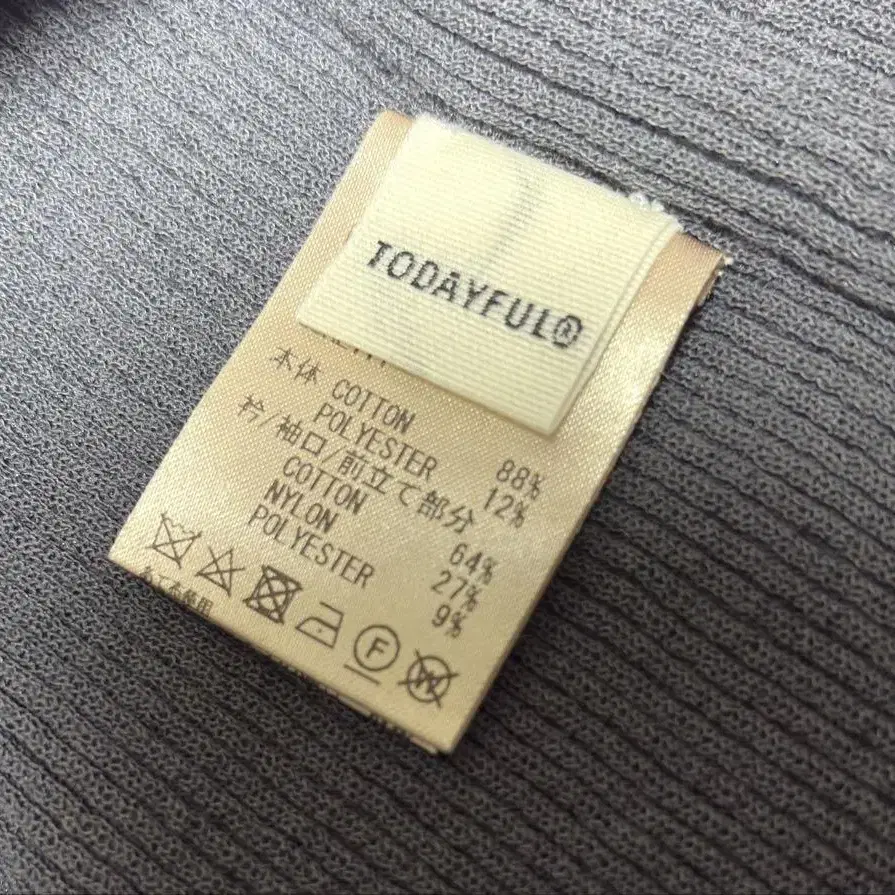 TODAYFUL®
本体 COTTON 88%
POLYESTER 12%
衿/袖口/前立て部分
COTTON 64%
NYLON 27%
POLYESTER 9%
F W